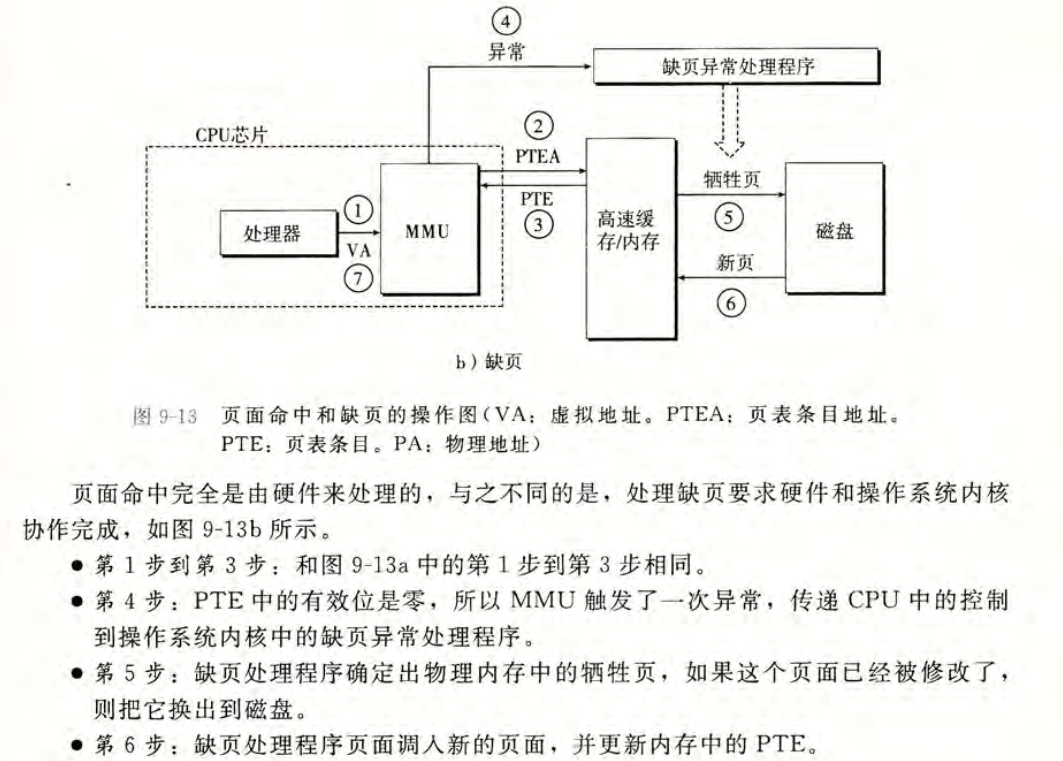 ④
异常
缺页异常处理程序
CPU芯片
②
PTEA
牺牲页
①
处理器
MMU
PTE
③
⑤
高速缓
存/内存
磁盘
VA
⑦
新页
⑥
b）缺页
图 9-13 页面命中和缺页的操作图（VA：虚拟地址。PTEA：页表条目地址。
PTE：页表条目。PA：物理地址）
页面命中完全是由硬件来处理的，与之不同的是，处理缺页要求硬件和操作系统内核
协作完成，如图 9-13b 所示。
● 第 1 步到第 3 步：和图 9-13a 中的第 1 步到第 3 步相同。
● 第 4 步：PTE 中的有效位是零，所以 MMU 触发了一次异常，传递 CPU 中的控制
到操作系统内核中的缺页异常处理程序。
● 第 5 步：缺页处理程序确定出物理内存中的牺牲页，如果这个页面已经被修改了，
则把它换出到磁盘。
● 第 6 步：缺页处理程序页面调入新的页面，并更新内存中的 PTE。